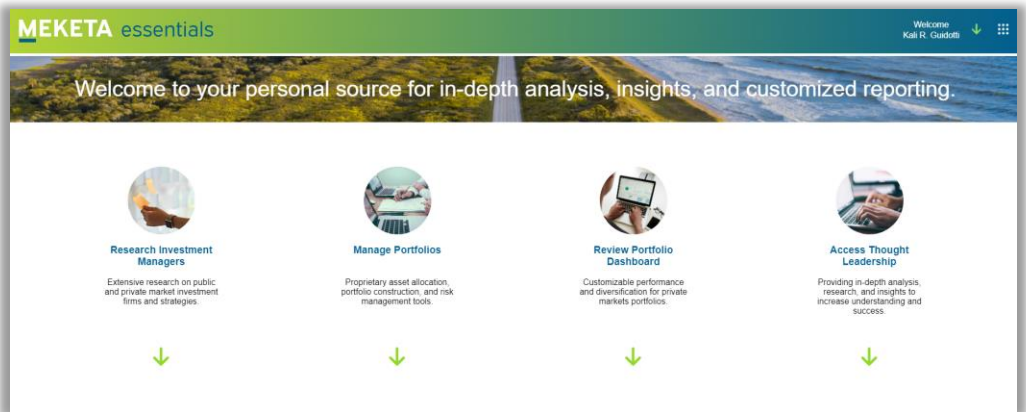 MEKETA essentials
Welcome
Kali R. Guidotti
Welcome to your personal source for in-depth analysis, insights, and customized reporting.
Research Investment
Managers
Extensive research on public
and private market investment
firms and strategies.
Manage Portfolios
Proprietary asset allocation,
portfolio construction, and risk
management tools.
Review Portfolio
Dashboard
Customizable performance
and diversification for private
markets portfolios.
Access Thought
Leadership
Providing in-depth analysis,
research, and insights to
increase understanding and
success.